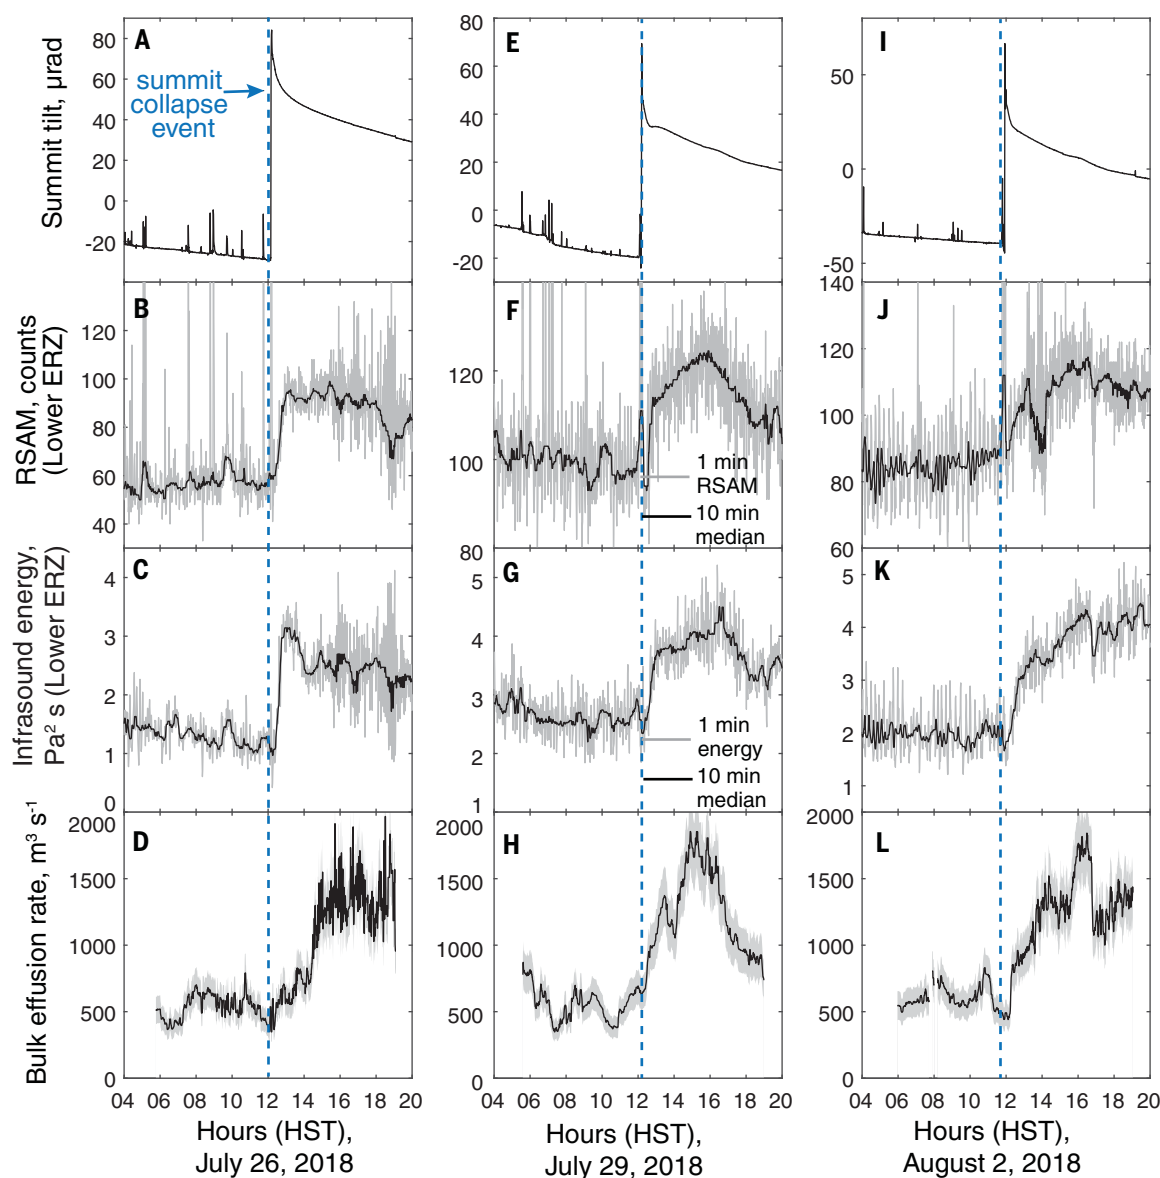 A
E
I
Summit tilt, μrad
80
60
40
20
0
-20
summit
collapse
event
80
60
40
20
0
-20
50
0
-50
B
F
J
RSAM, counts
(Lower ERZ)
120
100
80
60
40
120
100
80
1 min
RSAM
10 min
median
140
120
100
80
60
C
G
K
Infrasound energy,
Pa² s (Lower ERZ)
4
3
2
1
0
5
4
3
2
1
1 min
energy
10 min
median
5
4
3
2
1
D
H
L
Bulk effusion rate, m³ s⁻¹
2000
1500
1000
500
0
2000
1500
1000
500
0
2000
1500
1000
500
0
04 06 08 10 12 14 16 18 20
04 06 08 10 12 14 16 18 20
04 06 08 10 12 14 16 18 20
Hours (HST),
July 26, 2018
Hours (HST),
July 29, 2018
Hours (HST),
August 2, 2018